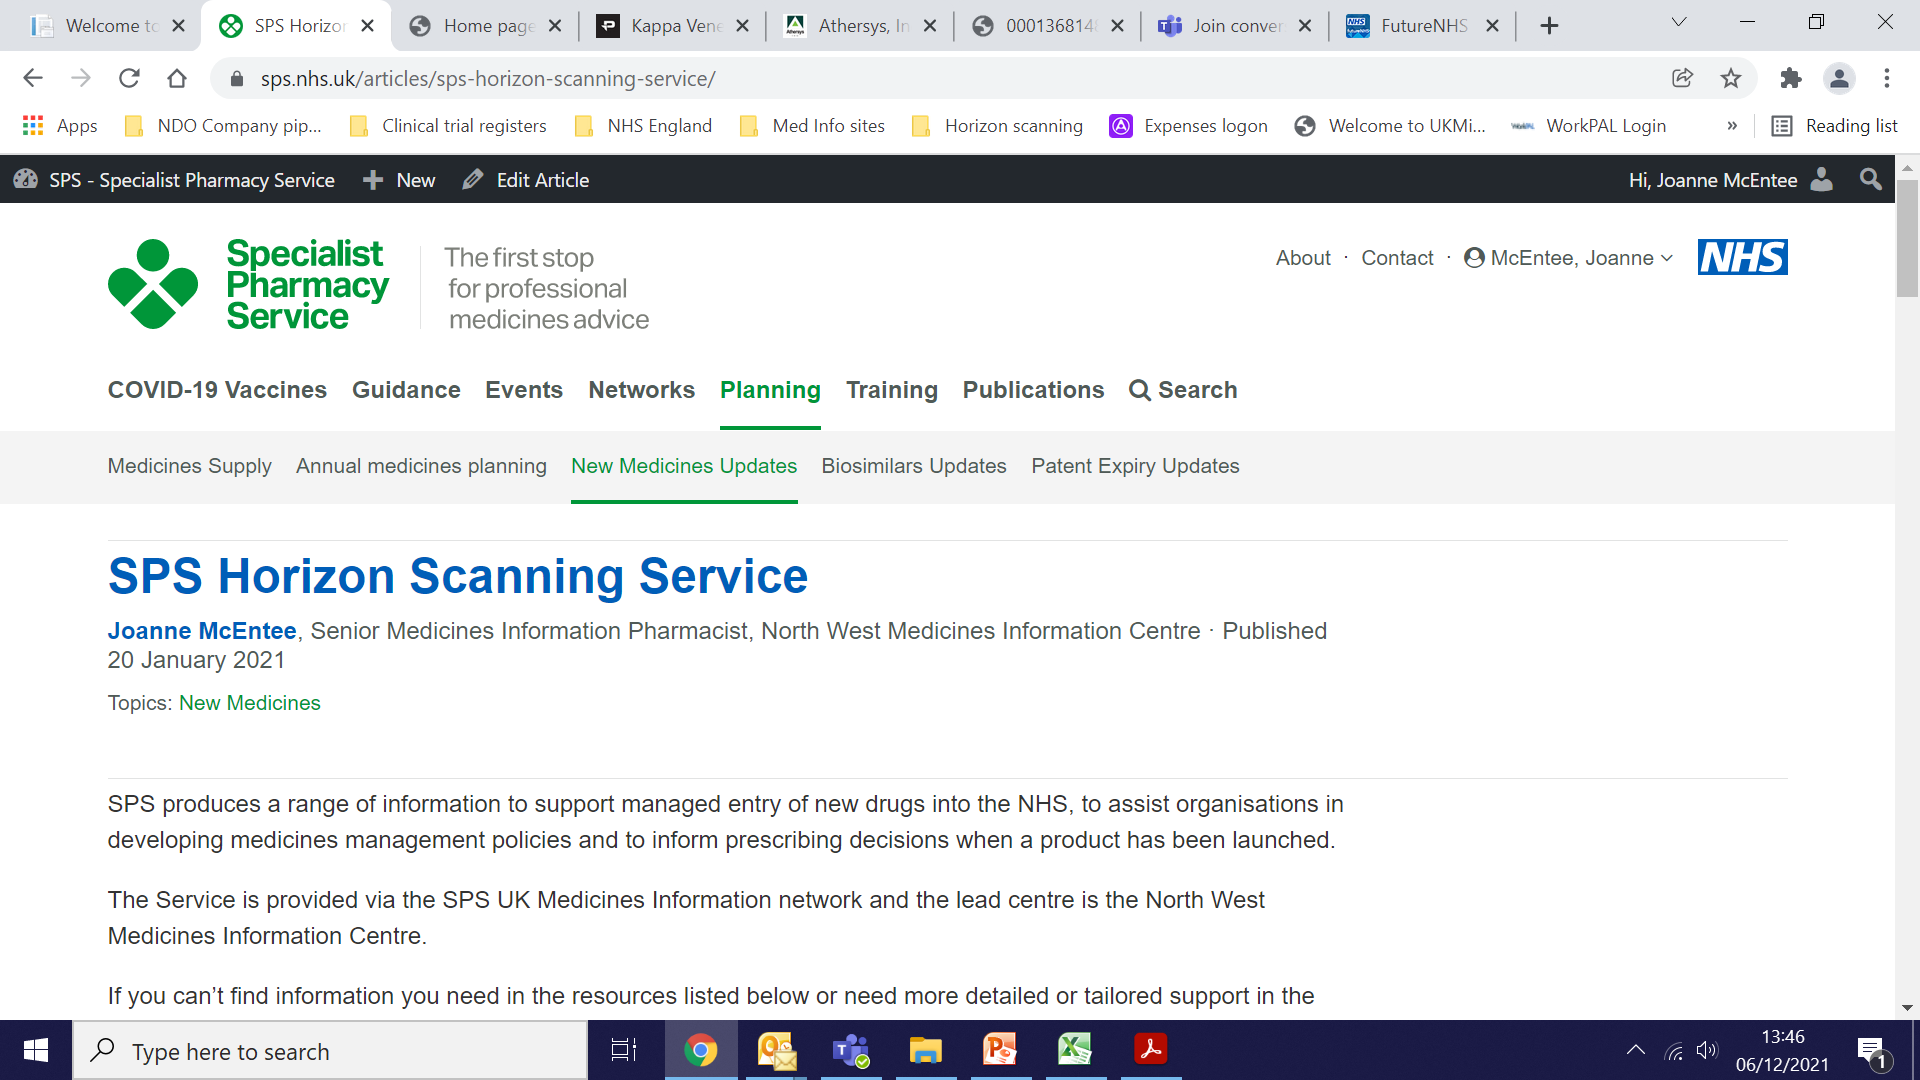 Welcome to
SPS Horizon
Home page
Kappa Vene
Athersys, In
0001368148
Join conver
FutureNHS
sps.nhs.uk/articles/sps-horizon-scanning-service/
Apps
NDO Company pip...
Clinical trial registers
NHS England
Med Info sites
Horizon scanning
Expenses logon
Welcome to UKMi...
WorkPAL Login
»
Reading list
SPS - Specialist Pharmacy Service
New
Edit Article
Hi, Joanne McEntee
Specialist
Pharmacy
Service
The first stop
for professional
medicines advice
About · Contact · McEntee, Joanne
NHS
COVID-19 Vaccines Guidance Events Networks Planning Training Publications Search
Medicines Supply Annual medicines planning New Medicines Updates Biosimilars Updates Patent Expiry Updates
SPS Horizon Scanning Service
Joanne McEntee, Senior Medicines Information Pharmacist, North West Medicines Information Centre · Published
20 January 2021
Topics: New Medicines
SPS produces a range of information to support managed entry of new drugs into the NHS, to assist organisations in
developing medicines management policies and to inform prescribing decisions when a product has been launched.
The Service is provided via the SPS UK Medicines Information network and the lead centre is the North West
Medicines Information Centre.
If you can’t find information you need in the resources listed below or need more detailed or tailored support in the
Type here to search
13:46
06/12/2021
1